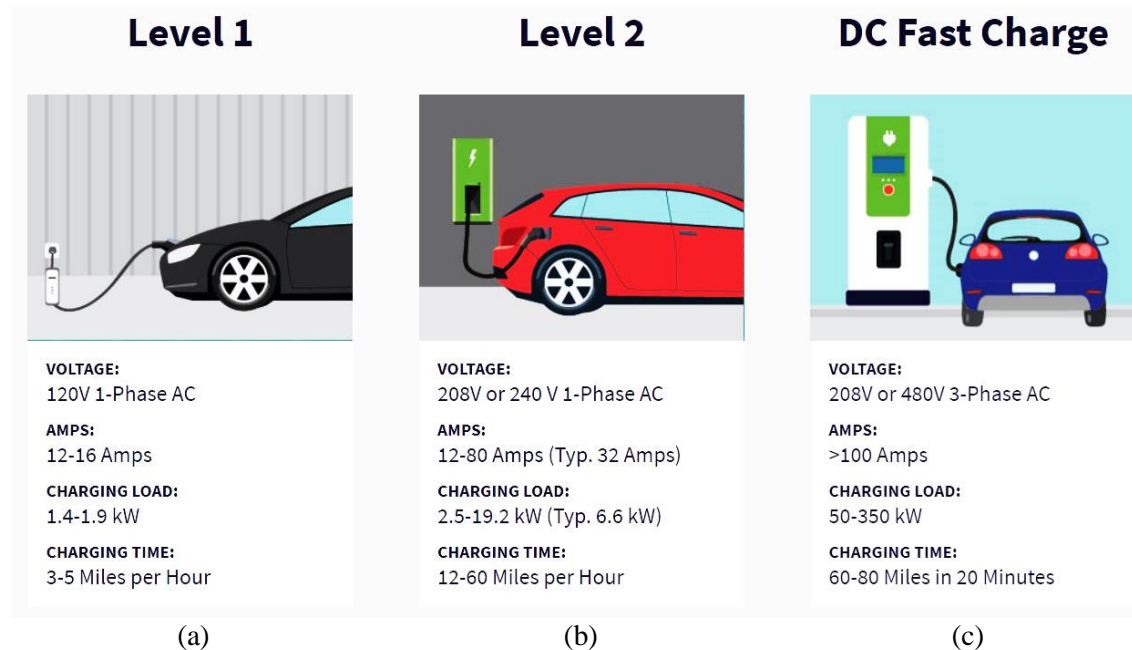 Level 1
VOLTAGE:
120V 1-Phase AC
AMPS:
12-16 Amps
CHARGING LOAD:
1.4-1.9 kW
CHARGING TIME:
3-5 Miles per Hour
(a)
Level 2
VOLTAGE:
208V or 240 V 1-Phase AC
AMPS:
12-80 Amps (Typ. 32 Amps)
CHARGING LOAD:
2.5-19.2 kW (Typ. 6.6 kW)
CHARGING TIME:
12-60 Miles per Hour
(b)
DC Fast Charge
VOLTAGE:
208V or 480V 3-Phase AC
AMPS:
>100 Amps
CHARGING LOAD:
50-350 kW
CHARGING TIME:
60-80 Miles in 20 Minutes
(c)